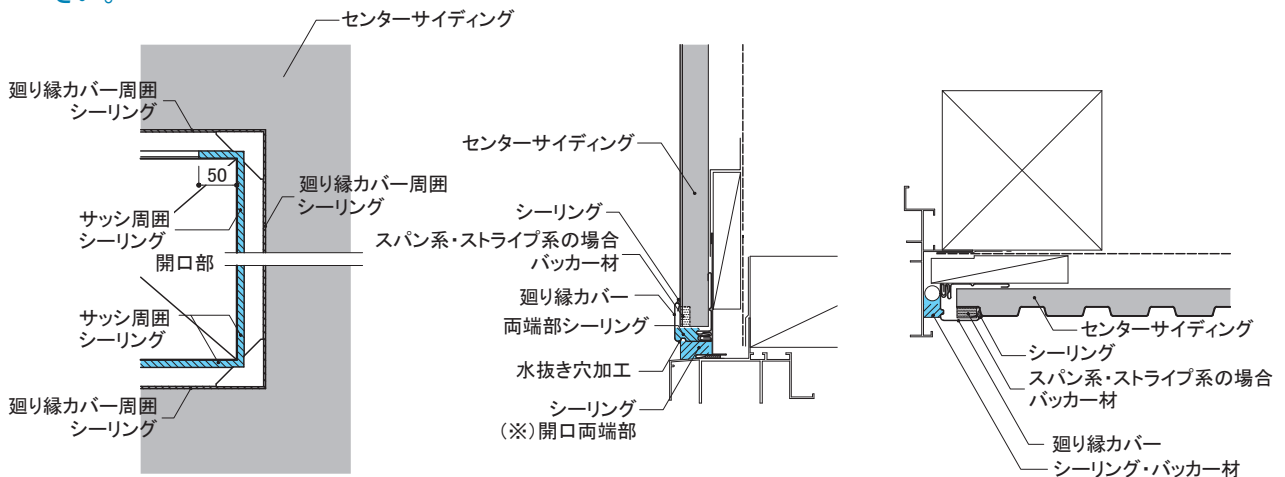 さい。
センターサイディング
廻り縁カバー周囲
シーリング
50
廻り縁カバー周囲
シーリング
サッシ周囲
シーリング
開口部
サッシ周囲
シーリング
廻り縁カバー周囲
シーリング
センターサイディング
シーリング
スパン系・ストライプ系の場合
バッカー材
廻り縁カバー
両端部シーリング
水抜き穴加工
シーリング
(※)開口両端部
センターサイディング
シーリング
スパン系・ストライプ系の場合
バッカー材
廻り縁カバー
シーリング・バッカー材